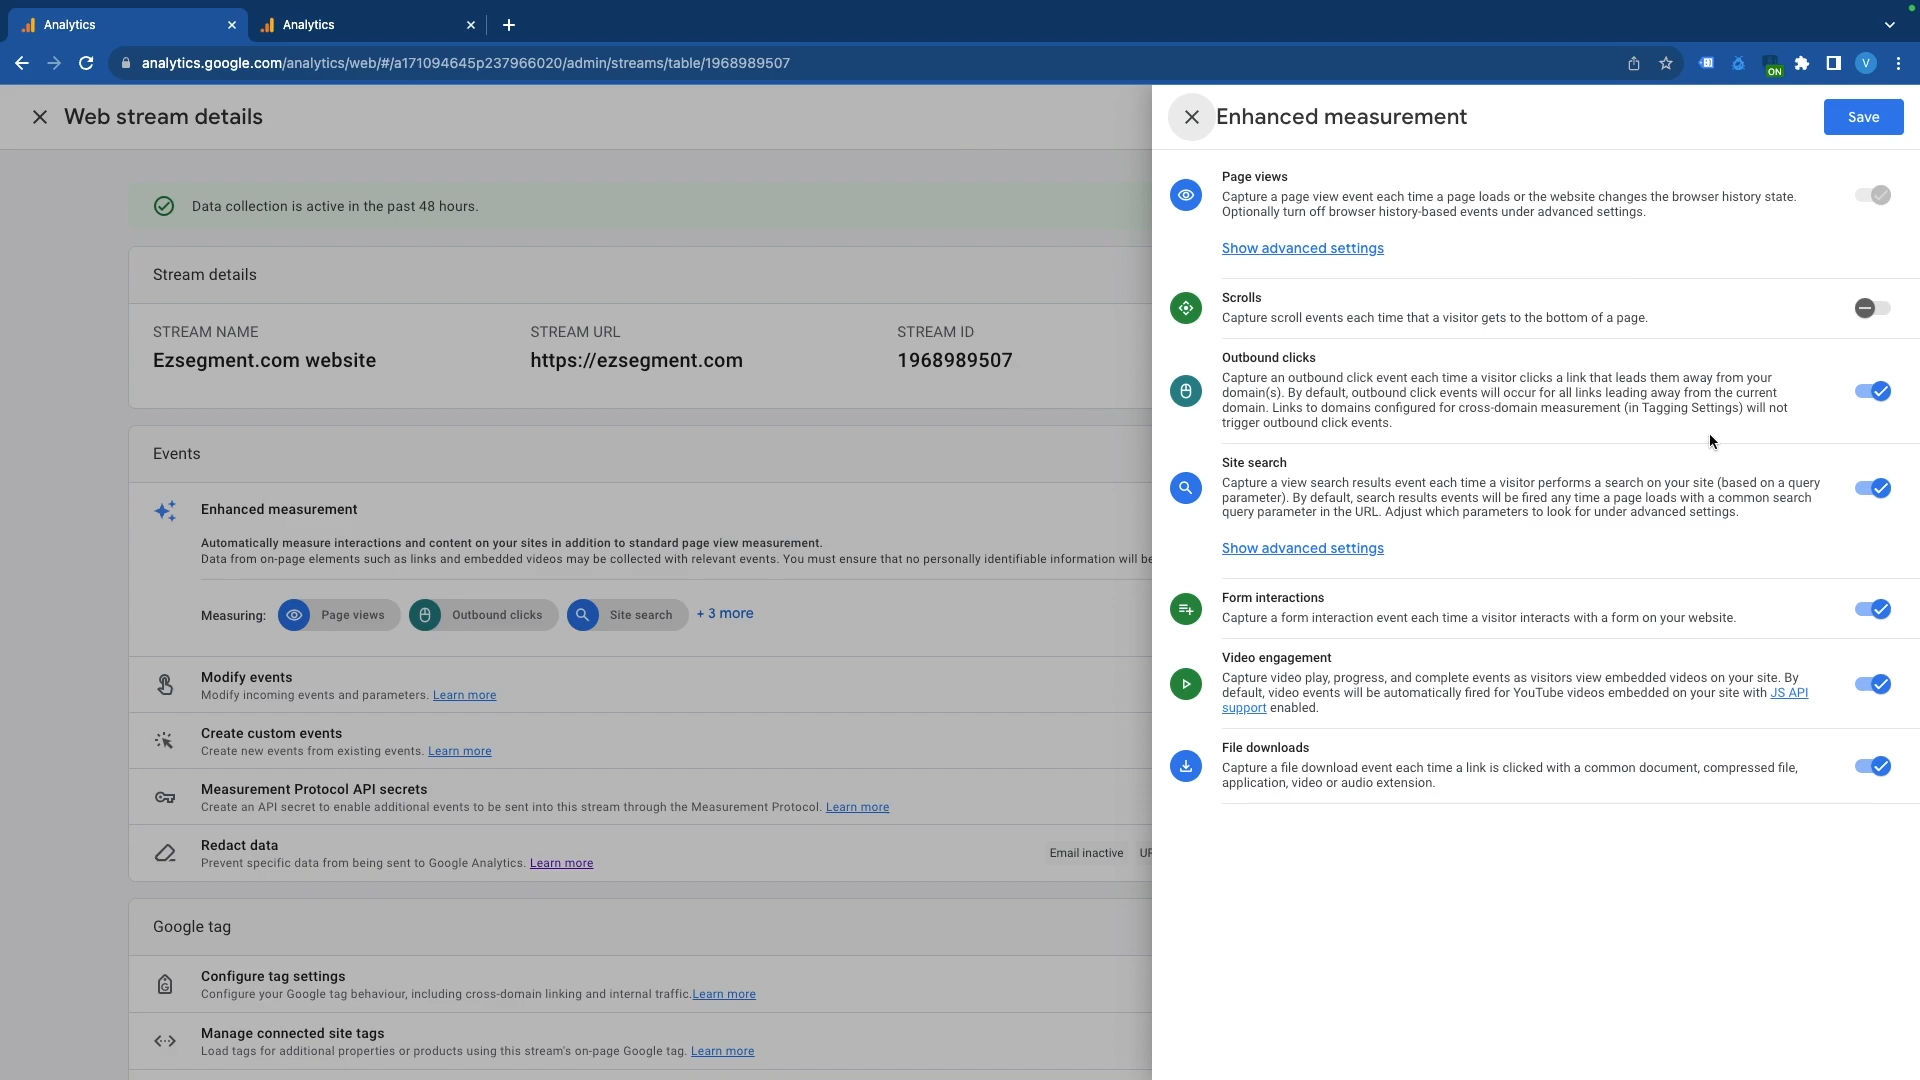 Analytics
Analytics
analytics.google.com/analytics/web/#/a171094645p237966020/admin/streams/table/1968989507
ON
V
Web stream details
Data collection is active in the past 48 hours.
Stream details
STREAM NAME
STREAM URL
STREAM ID
Ezsegment.com website
https://ezsegment.com
1968989507
Events
Enhanced measurement
Automatically measure interactions and content on your sites in addition to standard page view measurement.
Data from on-page elements such as links and embedded videos may be collected with relevant events. You must ensure that no personally identifiable information will be
Measuring:
Page views
Outbound clicks
Site search
+ 3 more
Modify events
Modify incoming events and parameters. Learn more
Create custom events
Create new events from existing events. Learn more
Measurement Protocol API secrets
Create an API secret to enable additional events to be sent into this stream through the Measurement Protocol. Learn more
Redact data
Prevent specific data from being sent to Google Analytics. Learn more
Email inactive
Google tag
Configure tag settings
Configure your Google tag behaviour, including cross-domain linking and internal traffic.Learn more
Manage connected site tags
Load tags for additional properties or products using this stream's on-page Google tag. Learn more
Enhanced measurement
Save
Page views
Capture a page view event each time a page loads or the website changes the browser history state.
Optionally turn off browser history-based events under advanced settings.
Show advanced settings
Scrolls
Capture scroll events each time that a visitor gets to the bottom of a page.
Outbound clicks
Capture an outbound click event each time a visitor clicks a link that leads them away from your
domain(s). By default, outbound click events will occur for all links leading away from the current
domain. Links to domains configured for cross-domain measurement (in Tagging Settings) will not
trigger outbound click events.
Site search
Capture a view search results event each time a visitor performs a search on your site (based on a query
parameter). By default, search results events will be fired any time a page loads with a common search
query parameter in the URL. Adjust which parameters to look for under advanced settings.
Show advanced settings
Form interactions
Capture a form interaction event each time a visitor interacts with a form on your website.
Video engagement
Capture video play, progress, and complete events as visitors view embedded videos on your site. By
default, video events will be automatically fired for YouTube videos embedded on your site with JS API
support enabled.
File downloads
Capture a file download event each time a link is clicked with a common document, compressed file,
application, video or audio extension.